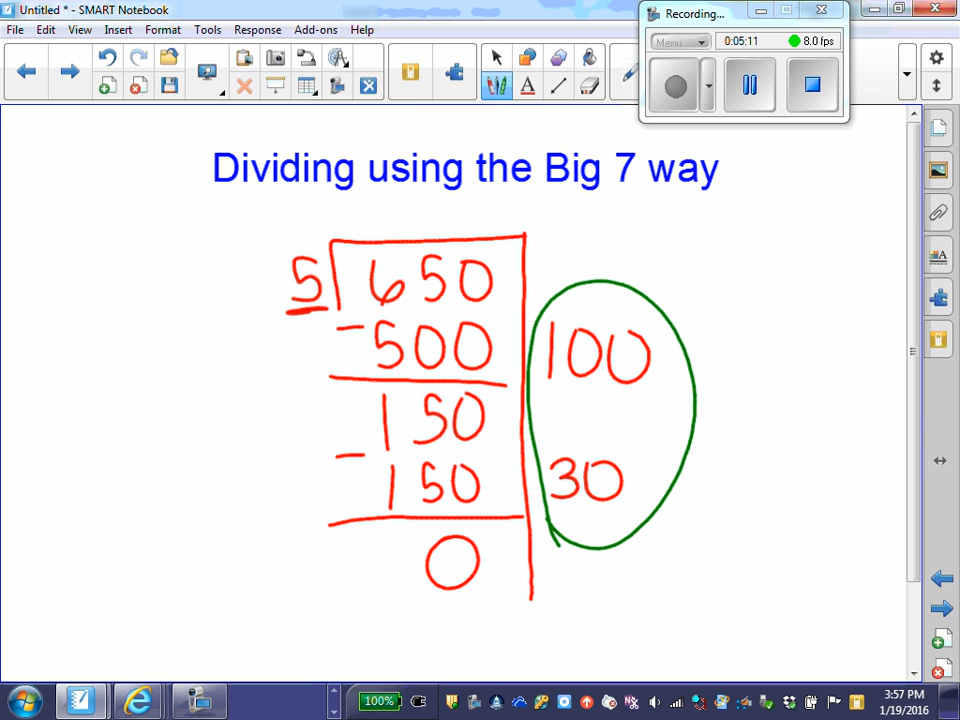 Untitled * - SMART Notebook
Recording...
File Edit View Insert Format Tools Response Add-ons Help
Menu
0:05:11
8.0 fps
Dividing using the Big 7 way
5 650
- 500 100
150
- 150 30
0
100%
3:57 PM
1/19/2016